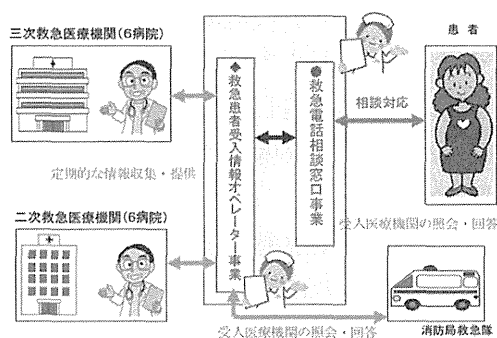 三次救急医療機関(6病院)
患者
◆救急患者受入情報オペレーター事業
●救急電話相談窓口事業
相談対応
定期的な情報収集・提供
二次救急医療機関(6病院)
受入医療機関の照会・回答
受入医療機関の照会・回答
消防局救急隊